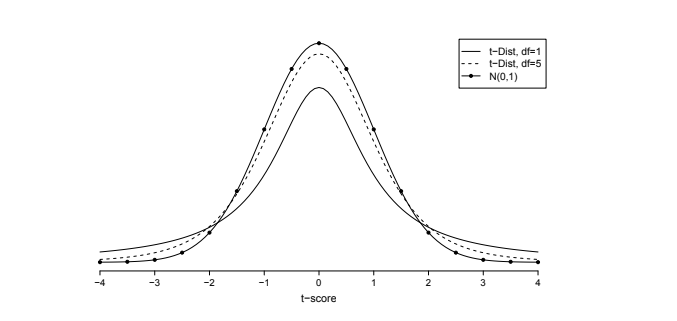 t−Dist, df=1
t−Dist, df=5
N(0,1)
−4 −3 −2 −1 0 1 2 3 4
t−score